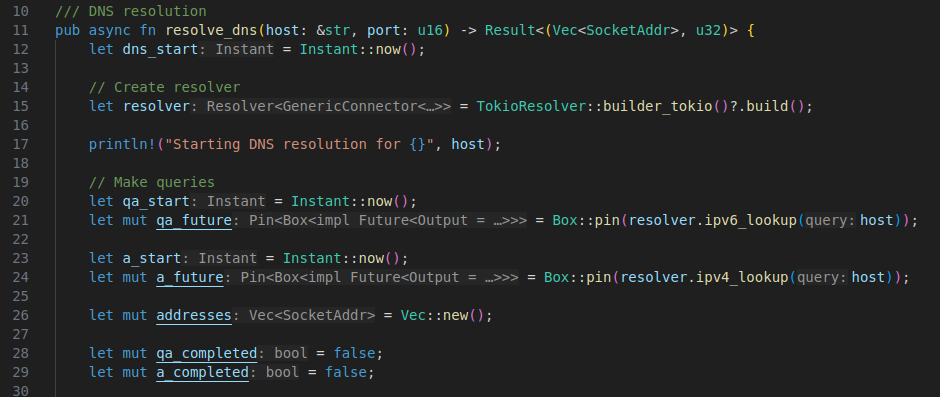 10 /// DNS resolution
11 pub async fn resolve_dns(host: &str, port: u16) -> Result<(Vec<SocketAddr>, u32)> {
12 let dns_start: Instant = Instant::now();
13
14 // Create resolver
15 let resolver: Resolver<GenericConnector<…>> = TokioResolver::builder_tokio()?.build();
16
17 println!("Starting DNS resolution for {}", host);
18
19 // Make queries
20 let qa_start: Instant = Instant::now();
21 let mut qa_future: Pin<Box<impl Future<Output = …>>> = Box::pin(resolver.ipv6_lookup(query: host));
22
23 let a_start: Instant = Instant::now();
24 let mut a_future: Pin<Box<impl Future<Output = …>>> = Box::pin(resolver.ipv4_lookup(query: host));
25
26 let mut addresses: Vec<SocketAddr> = Vec::new();
27
28 let mut qa_completed: bool = false;
29 let mut a_completed: bool = false;
30